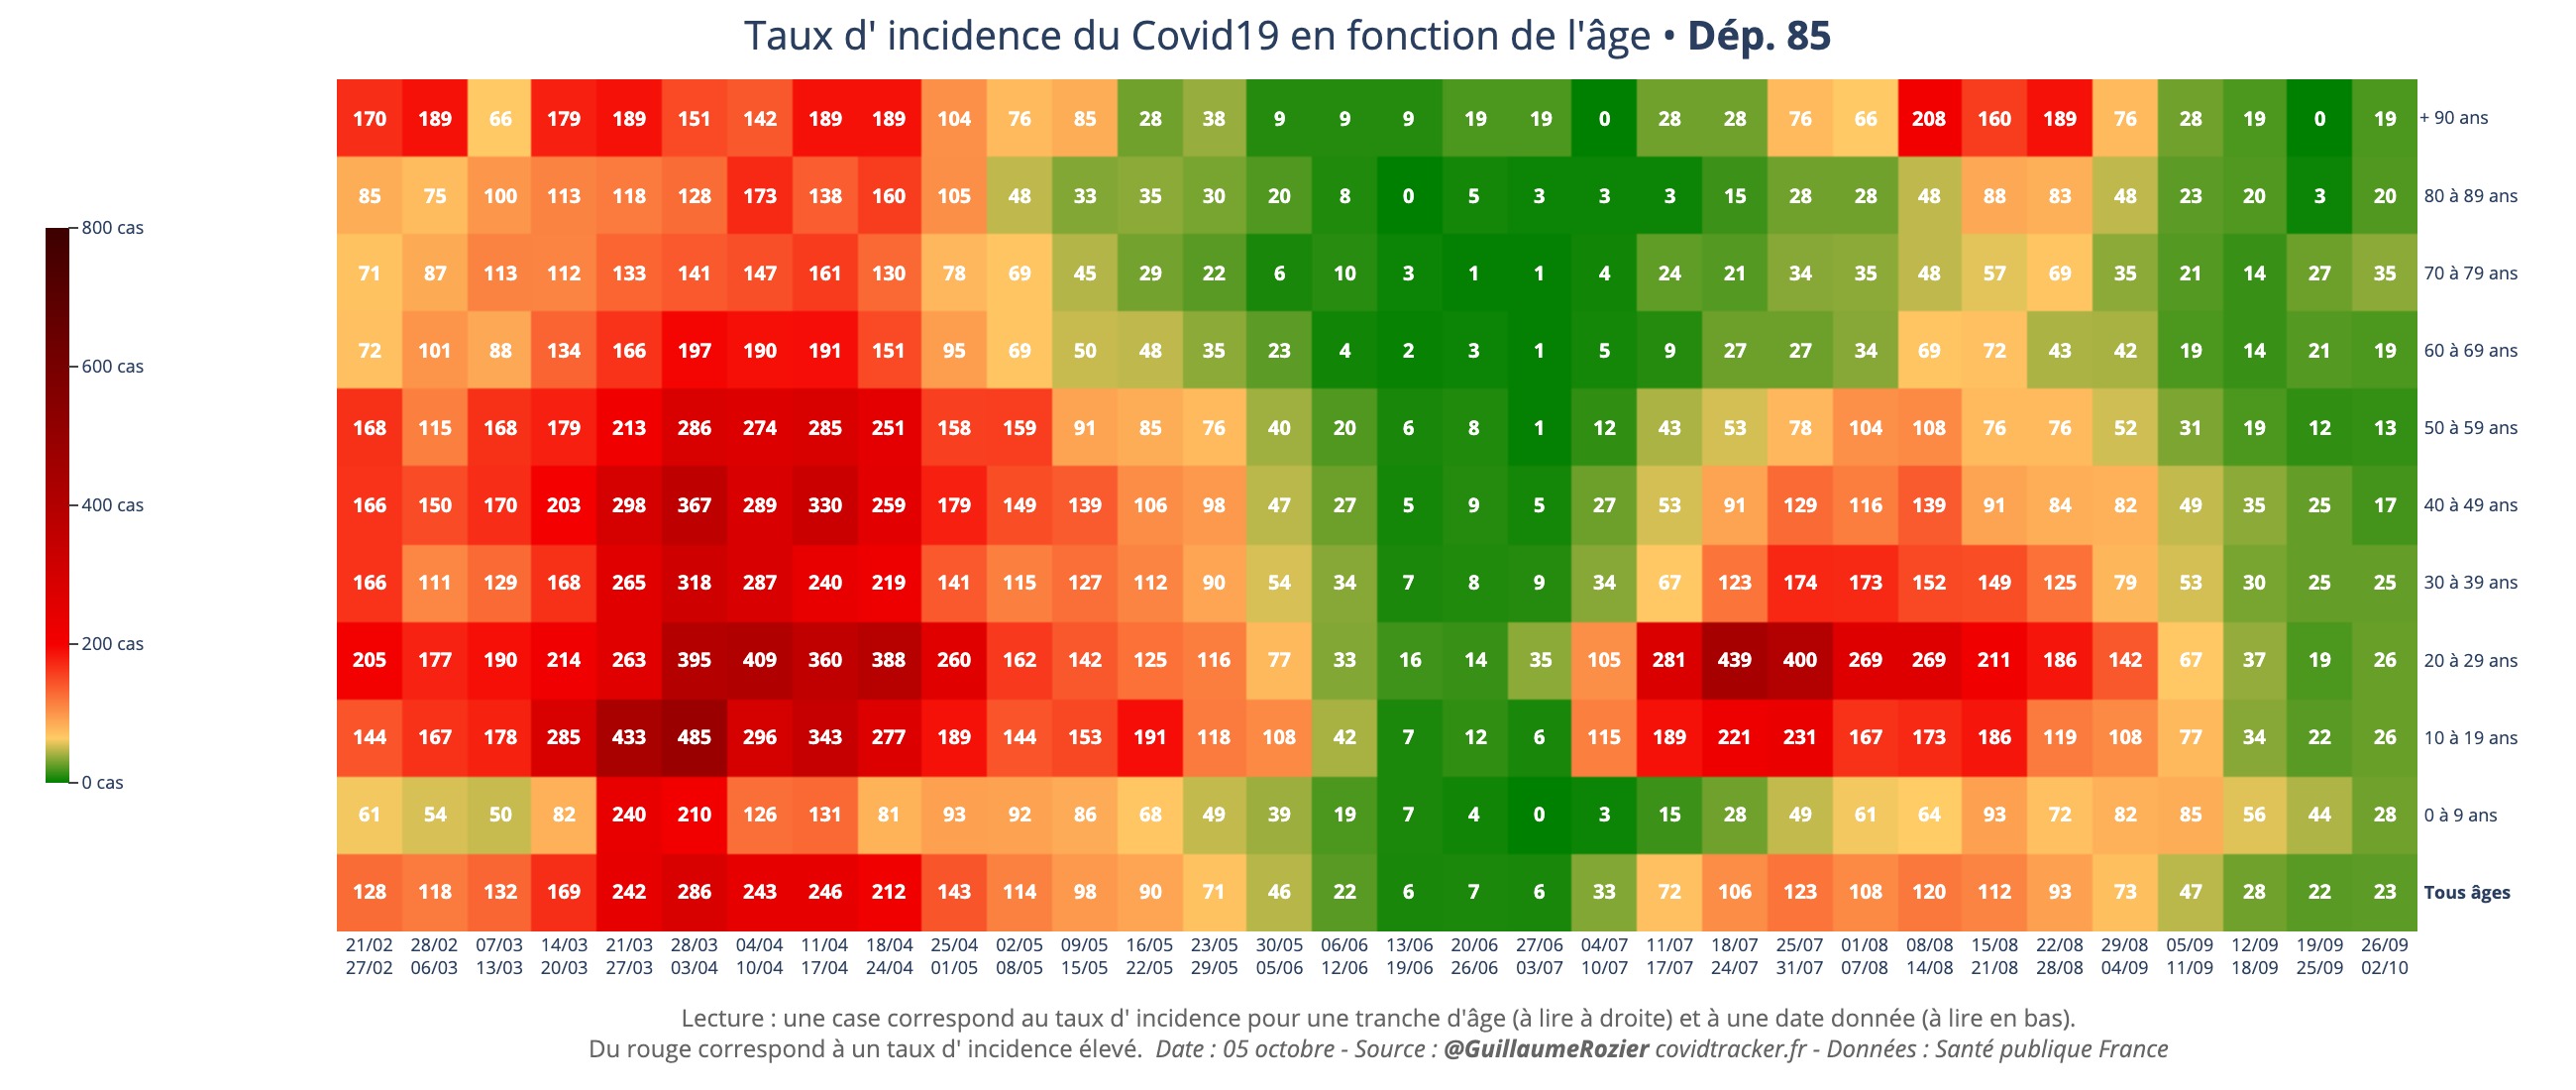 Taux d' incidence du Covid19 en fonction de l'âge • Dép. 85
170 189 66 179 189 151 142 189 189 104 76 85 28 38 9 9 9 19 19 0 28 28 76 66 208 160 189 76 28 19 0 19 + 90 ans
85 75 100 113 118 128 173 138 160 105 48 33 35 30 20 8 0 5 3 3 3 15 28 28 48 88 83 48 23 20 3 20 80 à 89 ans
800 cas
71 87 113 112 133 141 147 161 130 78 69 45 29 22 6 10 3 1 1 4 24 21 34 35 48 57 69 35 21 14 27 35 70 à 79 ans
72 101 88 134 166 197 190 191 151 95 69 50 48 35 23 4 2 3 1 5 9 27 27 34 69 72 43 42 19 14 21 19 60 à 69 ans
600 cas
168 115 168 179 213 286 274 285 251 158 159 91 85 76 40 20 6 8 1 12 43 53 78 104 108 76 76 52 31 19 12 13 50 à 59 ans
400 cas
166 150 170 203 298 367 289 330 259 179 149 139 106 98 47 27 5 9 5 27 53 91 129 116 139 91 84 82 49 35 25 17 40 à 49 ans
166 111 129 168 265 318 287 240 219 141 115 127 112 90 54 34 7 8 9 34 67 123 174 173 152 149 125 79 53 30 25 25 30 à 39 ans
200 cas
205 177 190 214 263 395 409 360 388 260 162 142 125 116 77 33 16 14 35 105 281 439 400 269 269 211 186 142 67 37 19 26 20 à 29 ans
144 167 178 285 433 485 296 343 277 189 144 153 191 118 108 42 7 12 6 115 189 221 231 167 173 186 119 108 77 34 22 26 10 à 19 ans
0 cas
61 54 50 82 240 210 126 131 81 93 92 86 68 49 39 19 7 4 0 3 15 28 49 61 64 93 72 82 85 56 44 28 0 à 9 ans
128 118 132 169 242 286 243 246 212 143 114 98 90 71 46 22 6 7 6 33 72 106 123 108 120 112 93 73 47 28 22 23 Tous âges
21/02 28/02 07/03 14/03 21/03 28/03 04/04 11/04 18/04 25/04 02/05 09/05 16/05 23/05 30/05 06/06 13/06 20/06 27/06 04/07 11/07 18/07 25/07 01/08 08/08 15/08 22/08 29/08 05/09 12/09 19/09 26/09
27/02 06/03 13/03 20/03 27/03 03/04 10/04 17/04 24/04 01/05 08/05 15/05 22/05 29/05 05/06 12/06 19/06 26/06 03/07 10/07 17/07 24/07 31/07 07/08 14/08 21/08 28/08 04/09 11/09 18/09 25/09 02/10
Lecture : une case correspond au taux d' incidence pour une tranche d'âge (à lire à droite) et à une date donnée (à lire en bas).
Du rouge correspond à un taux d' incidence élevé. Date : 05 octobre - Source : @GuillaumeRozier covidtracker.fr - Données : Santé publique France